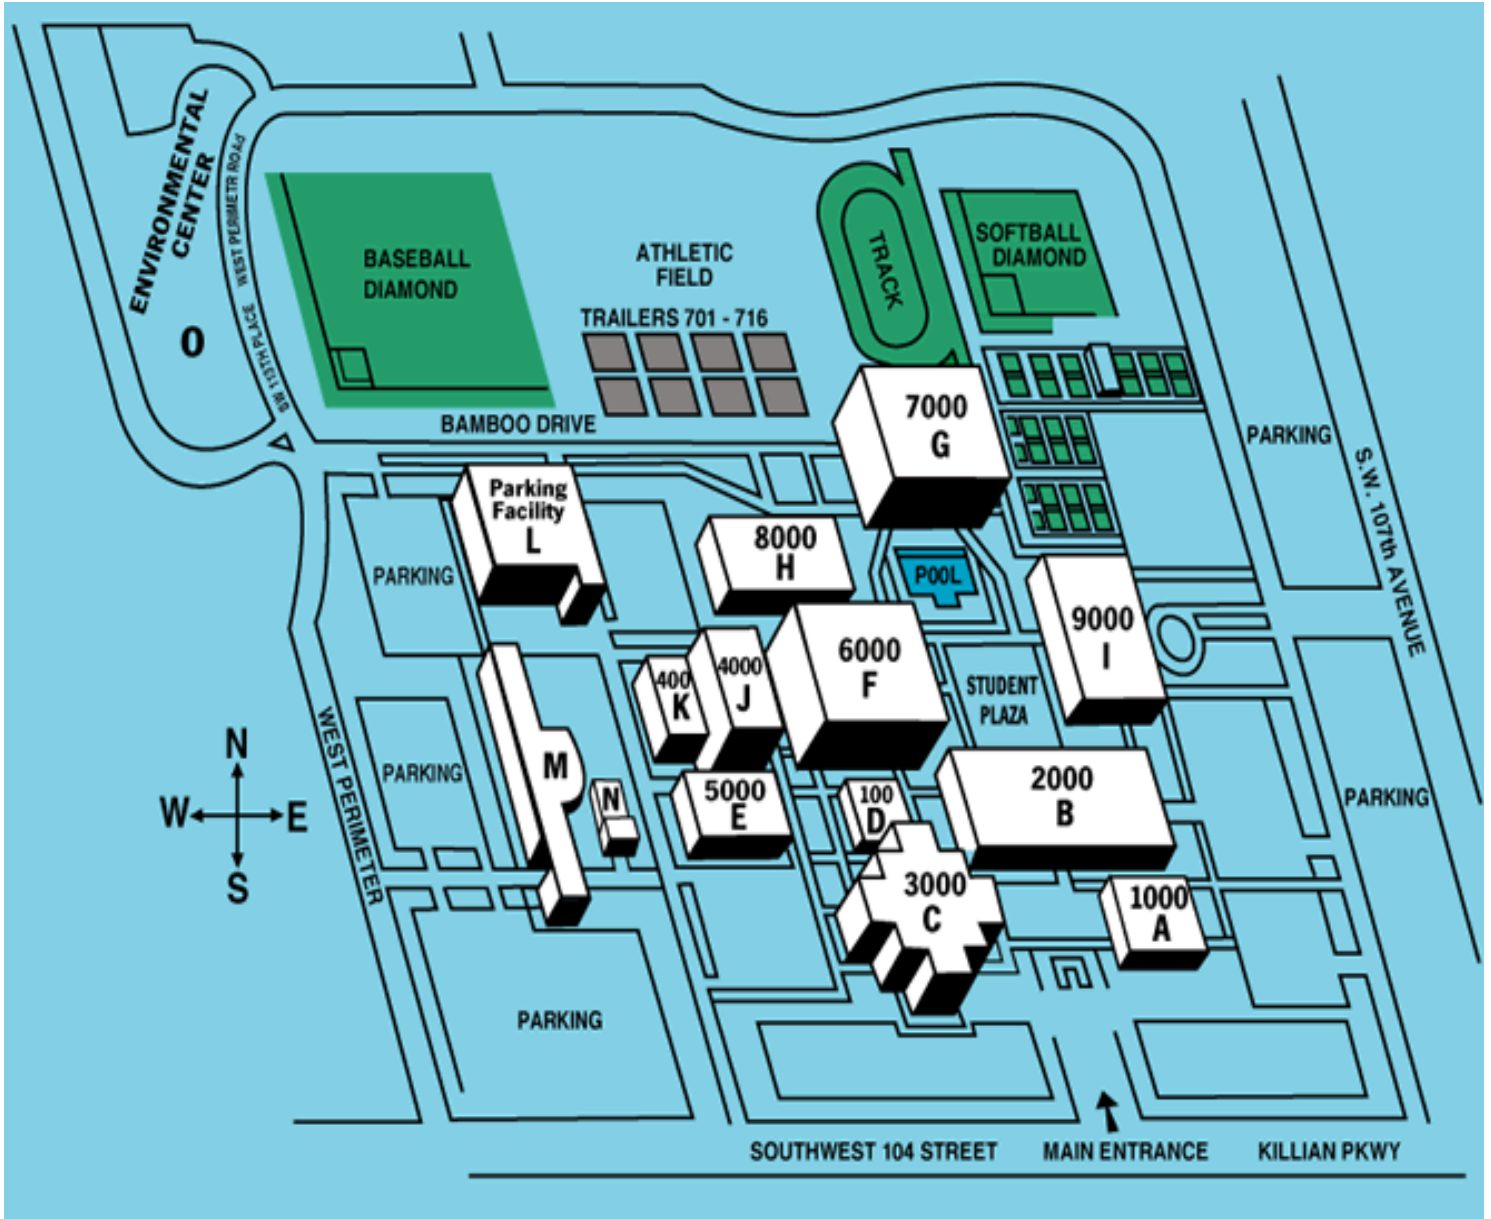 ENVIRONMENTAL
CENTER
0
WEST PERIMETR ROAd
SW 113TH PLACE
BASEBALL
DIAMOND
ATHLETIC
FIELD
TRAILERS 701 - 716
TRACK
SOFTBALL
DIAMOND
BAMBOO DRIVE
7000
G
PARKING
S.W. 107th AVENUE
Parking
Facility
L
8000
H
POOL
PARKING
9000
I
6000
F
4000
J
400
K
STUDENT
PLAZA
WEST PERIMETER
N
W
E
S
PARKING
M
N
5000
E
100
D
2000
B
PARKING
3000
C
1000
A
PARKING
SOUTHWEST 104 STREET
MAIN ENTRANCE
KILLIAN PKWY